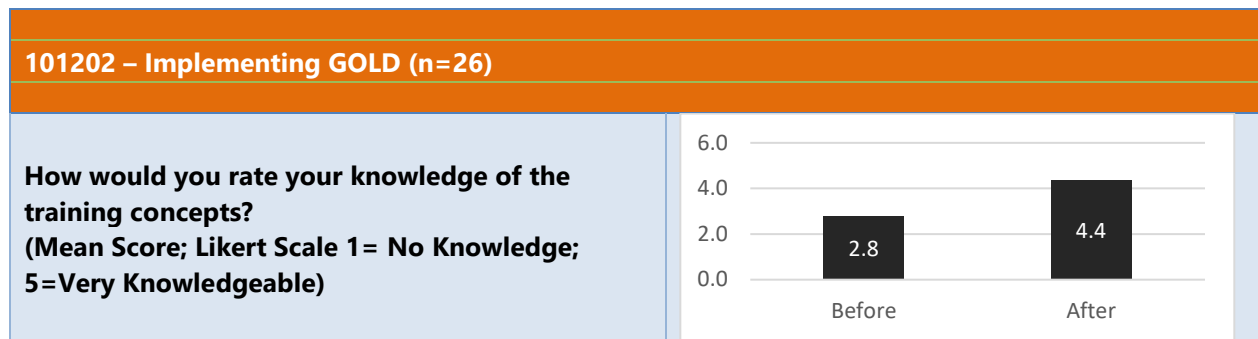 101202 – Implementing GOLD (n=26)
How would you rate your knowledge of the
training concepts?
(Mean Score; Likert Scale 1= No Knowledge;
5=Very Knowledgeable)
6.0
4.0
2.0
0.0
2.8
4.4
Before
After